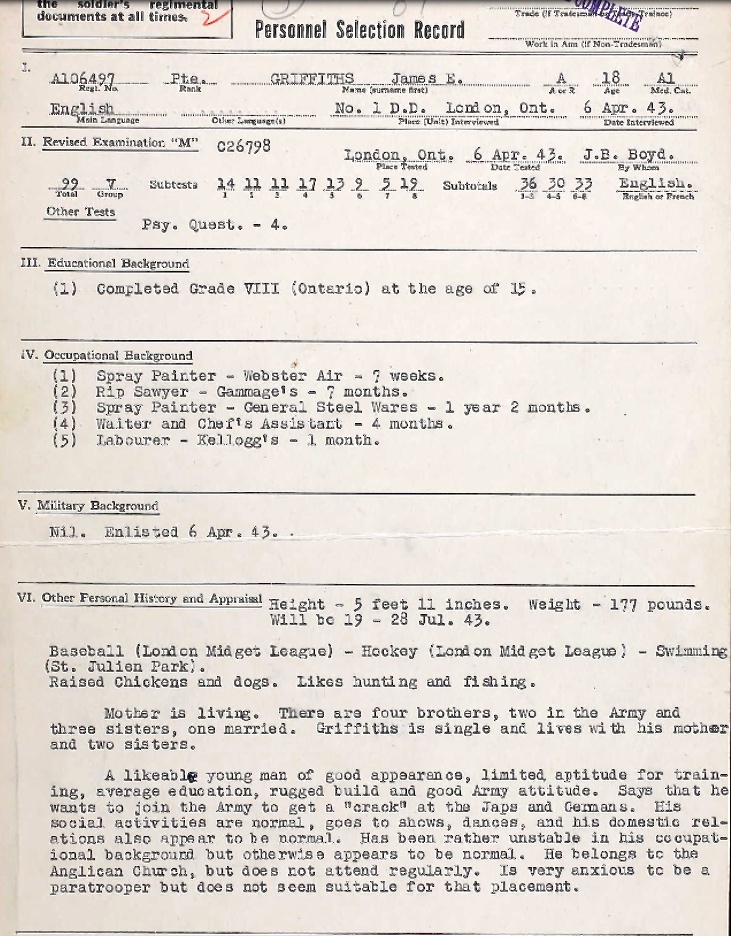 the soldier's regimental
documents at all times. 2
Personnel Selection Record
COMPLETE
Trade (if Tradesman or Trainee)
Work in Arm (If Non-Tradesman)
I.
A106497 Pte. GRIFFITHS James E. A 18 A1
Regt. No. Rank Name (surname first) A or R Age Med. Cat.
English No. 1 D.D. London, Ont. 6 Apr. 43.
Main Language Other Language(s) Place (Unit) Interviewed Date Interviewed
II. Revised Examination "M" C26798
London, Ont. 6 Apr. 43. J.B. Boyd.
Place Tested Date Tested By Whom
99 V Subtests 14 11 11 17 13 9 5 19 Subtotals 36 30 33 English.
Total Group 1 2 3 4 5 6 7 8 1-3 4-5 6-8 English or French
Other Tests
Psy. Quest. - 4.
III. Educational Background
(1) Completed Grade VIII (Ontario) at the age of 15.
IV. Occupational Background
(1) Spray Painter - Webster Air - 7 weeks.
(2) Rip Sawyer - Gammage's - 7 months.
(3) Spray Painter - General Steel Wares - 1 year 2 months.
(4) Waiter and Chef's Assistant - 4 months.
(5) Labourer - Kellogg's - 1 month.
V. Military Background
Nil. Enlisted 6 Apr. 43.
VI. Other Personal History and Appraisal Height - 5 feet 11 inches. Weight - 177 pounds.
Will be 19 - 28 Jul. 43.
Baseball (London Midget League) - Hockey (London Midget League) - Swimming
(St. Julien Park).
Raised Chickens and dogs. Likes hunting and fishing.
Mother is living. There are four brothers, two in the Army and
three sisters, one married. Griffiths is single and lives with his mother
and two sisters.
A likeable young man of good appearance, limited aptitude for train-
ing, average education, rugged build and good Army attitude. Says that he
wants to join the Army to get a "crack" at the Japs and Germans. His
social activities are normal, goes to shows, dances, and his domestic rel-
ations also appear to be normal. Has been rather unstable in his occupat-
ional background but otherwise appears to be normal. He belongs to the
Anglican Church, but does not attend regularly. Is very anxious to be a
paratrooper but does not seem suitable for that placement.